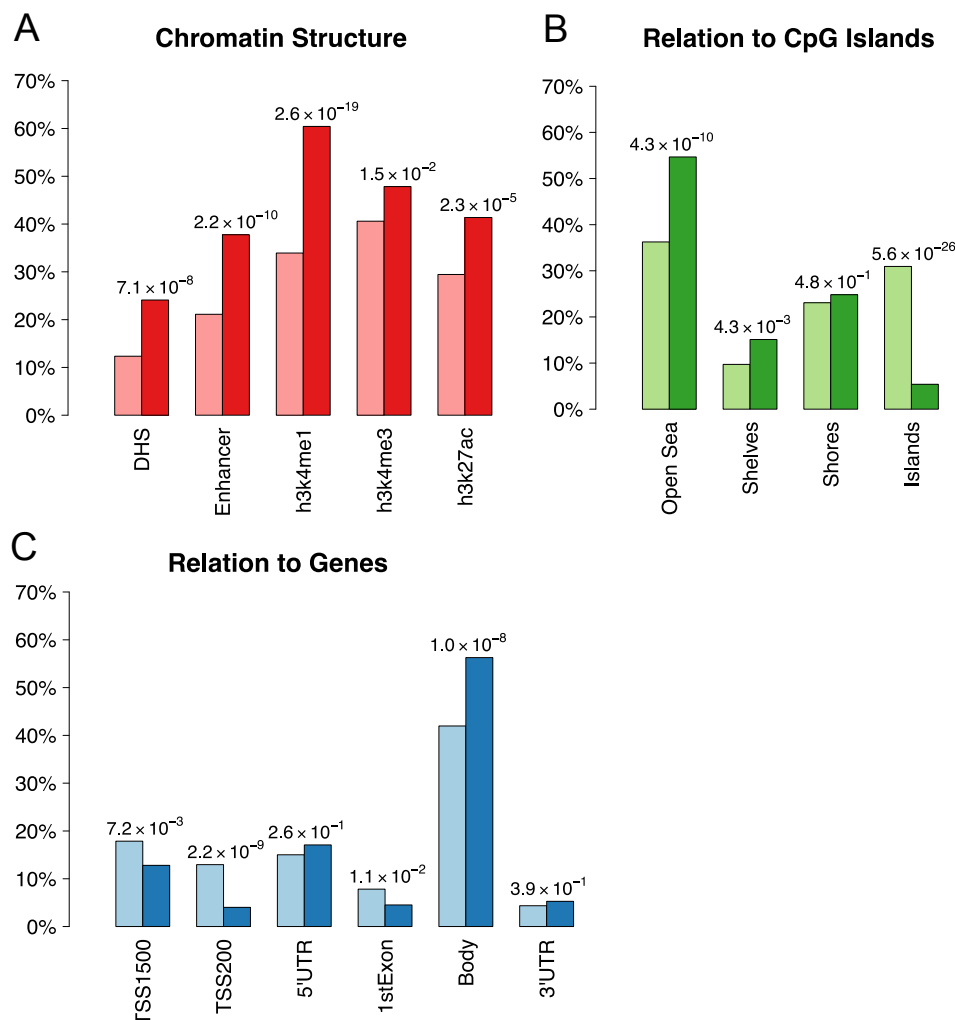 A
Chromatin Structure
70%
60%
50%
40%
30%
20%
10%
0%
7.1 × 10⁻⁸
2.2 × 10⁻¹⁰
2.6 × 10⁻¹⁹
1.5 × 10⁻²
2.3 × 10⁻⁵
DHS
Enhancer
h3k4me1
h3k4me3
h3k27ac
B
Relation to CpG Islands
70%
60%
50%
40%
30%
20%
10%
0%
4.3 × 10⁻¹⁰
4.3 × 10⁻³
4.8 × 10⁻¹
5.6 × 10⁻²⁶
Open Sea
Shelves
Shores
Islands
C
Relation to Genes
70%
60%
50%
40%
30%
20%
10%
0%
7.2 × 10⁻³
2.2 × 10⁻⁹
2.6 × 10⁻¹
1.1 × 10⁻²
1.0 × 10⁻⁸
3.9 × 10⁻¹
TSS1500
TSS200
5'UTR
1stExon
Body
3'UTR